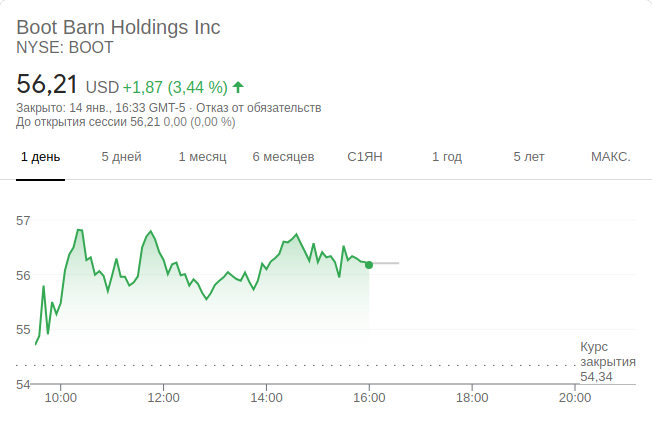 Boot Barn Holdings Inc
NYSE: BOOT
56,21 USD +1,87 (3,44 %)
Закрыто: 14 янв., 16:33 GMT-5 · Отказ от обязательств
До открытия сессии 56,21 0,00 (0,00 %)
1 день 5 дней 1 месяц 6 месяцев С1ЯН 1 год 5 лет МАКС.
57
56
55
Курс
закрытия
54,34
54
10:00 12:00 14:00 16:00 18:00 20:00